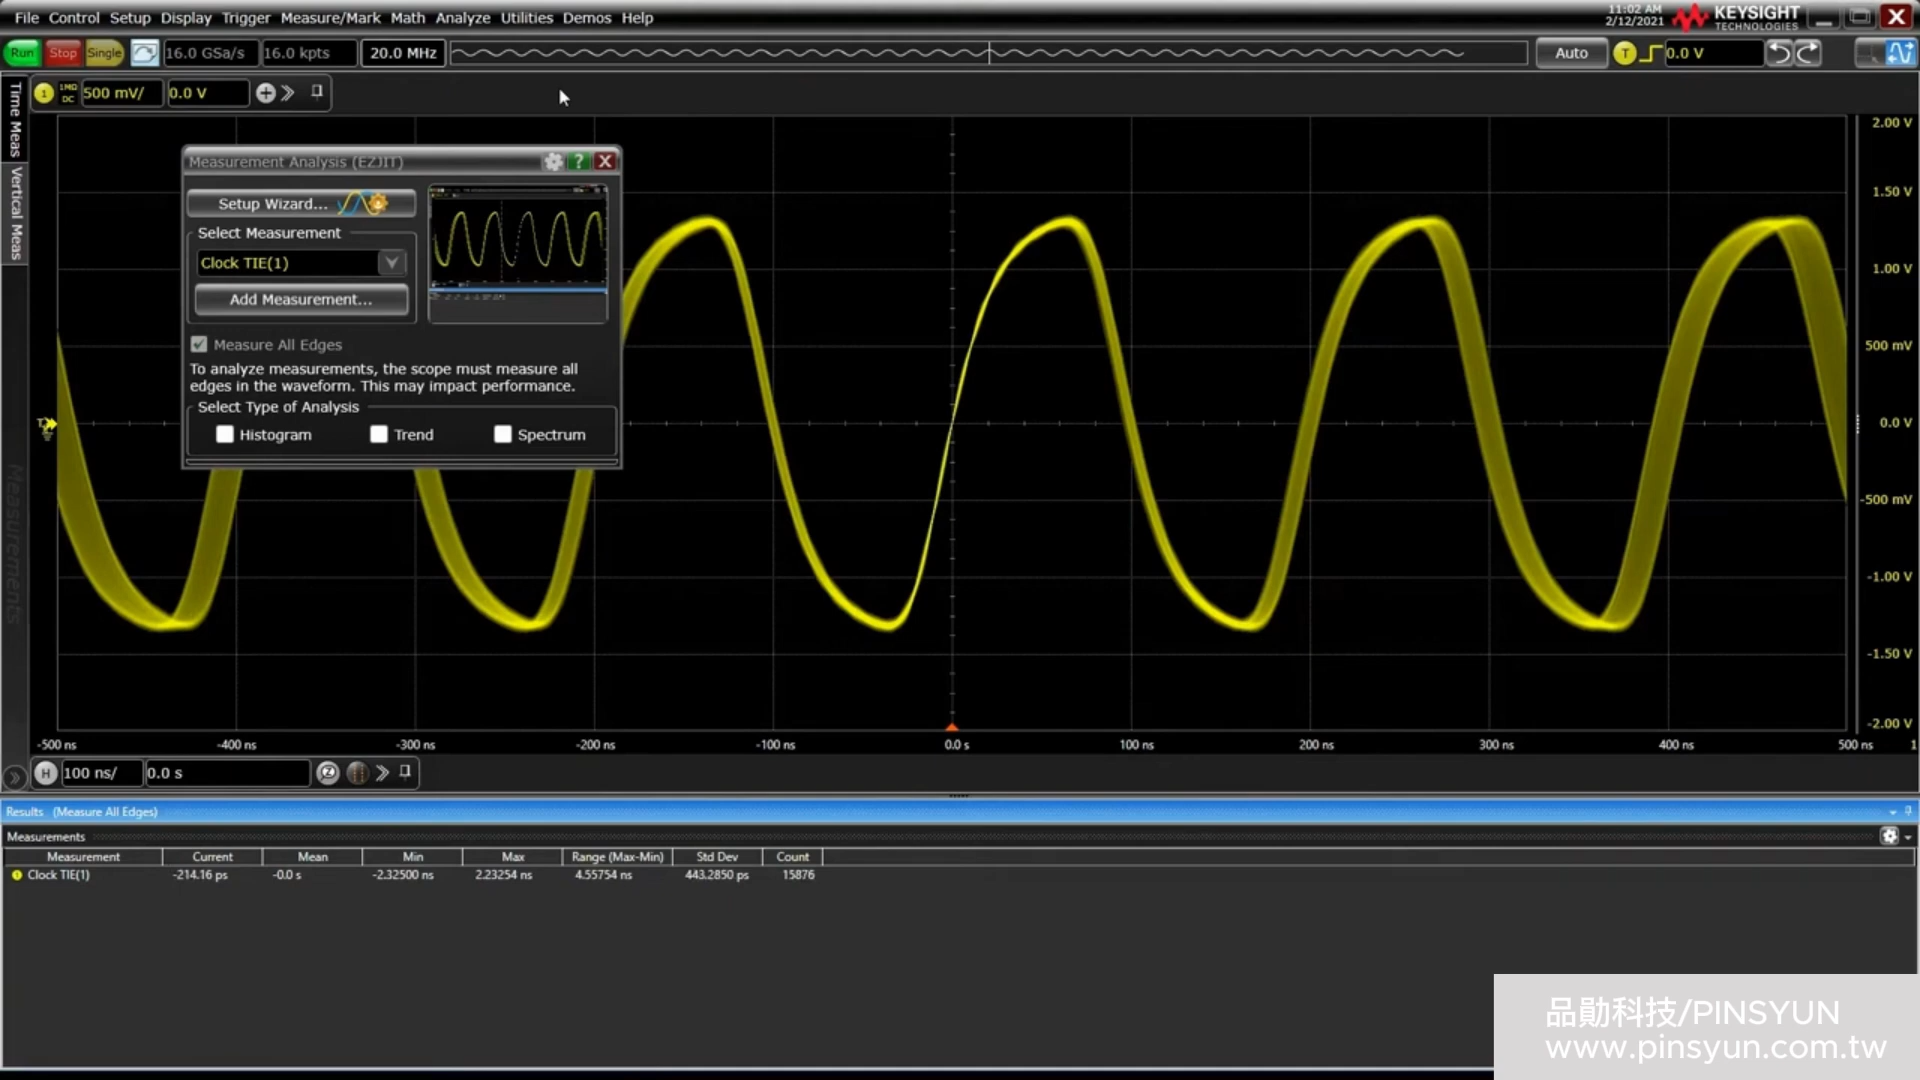 File Control Setup Display Trigger Measure/Mark Math Analyze Utilities Demos Help
11:02 AM
2/12/2021
KEYSIGHT
TECHNOLOGIES
Run Stop Single 16.0 GSa/s 16.0 kpts 20.0 MHz Auto T 0.0 V
1 1MΩ DC 500 mV/ 0.0 V
Time Meas
Vertical Meas
Measurements
Measurement Analysis (EZJIT)
Setup Wizard...
Select Measurement
Clock TIE(1)
Add Measurement...
Measure All Edges
To analyze measurements, the scope must measure all
edges in the waveform. This may impact performance.
Select Type of Analysis
Histogram Trend Spectrum
2.00 V
1.50 V
1.00 V
500 mV
0.0 V
-500 mV
-1.00 V
-1.50 V
-2.00 V
-500 ns -400 ns -300 ns -200 ns -100 ns 0.0 s 100 ns 200 ns 300 ns 400 ns 500 ns 1
H 100 ns/ 0.0 s
Results (Measure All Edges)
Measurements
Measurement Current Mean Min Max Range (Max-Min) Std Dev Count
Clock TIE(1) -214.16 ps -0.0 s -2.32500 ns 2.23254 ns 4.55754 ns 443.2850 ps 15876
品勛科技/PINSYUN
www.pinsyun.com.tw